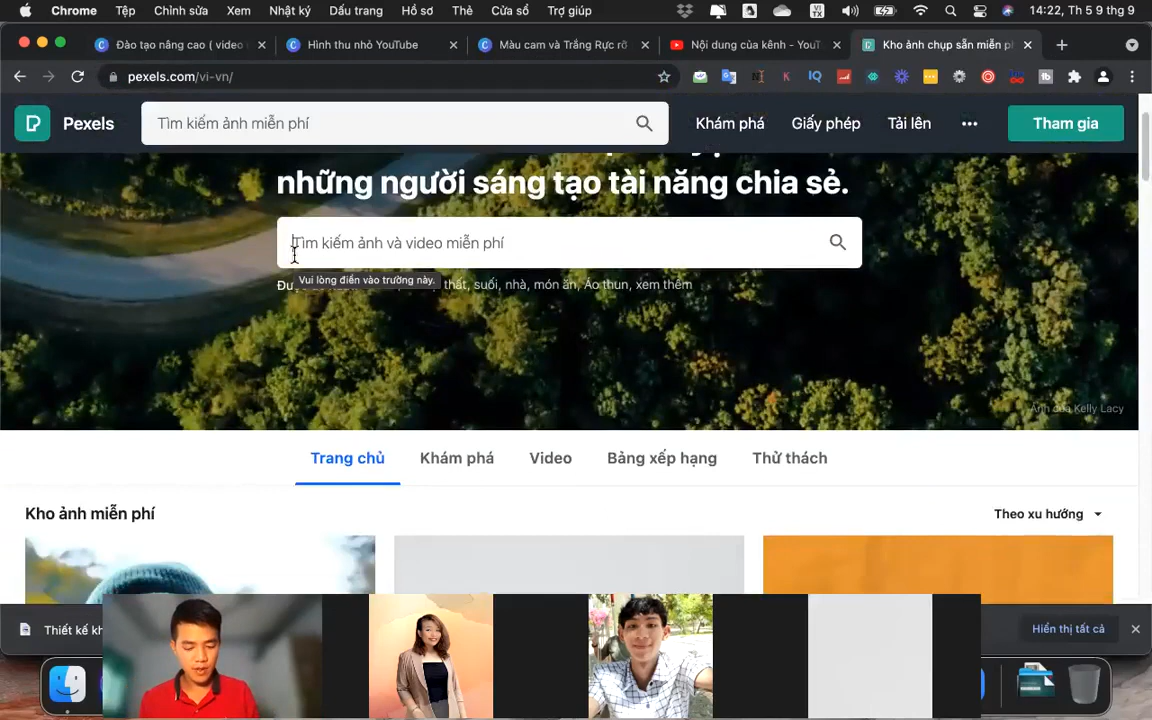 Chrome Tệp Chỉnh sửa Xem Nhật ký Dấu trang Hồ sơ Thẻ Cửa sổ Trợ giúp 14:22, Th 5 9 thg 9
Đào tạo nâng cao ( video Hình thu nhỏ YouTube Màu cam và Trắng Rực rỡ Nội dung của kênh - YouT Kho ảnh chụp sẵn miễn ph
pexels.com/vi-vn/
Pexels Tìm kiếm ảnh miễn phí Khám phá Giấy phép Tải lên ••• Tham gia
những người sáng tạo tài năng chia sẻ.
Tìm kiếm ảnh và video miễn phí
Vui lòng điền vào trường này.
thất, suối, nhà, món ăn, Áo thun, xem thêm
Ảnh của Kelly Lacy
Trang chủ Khám phá Video Bảng xếp hạng Thử thách
Kho ảnh miễn phí Theo xu hướng
Thiết kế kh Hiển thị tất cả